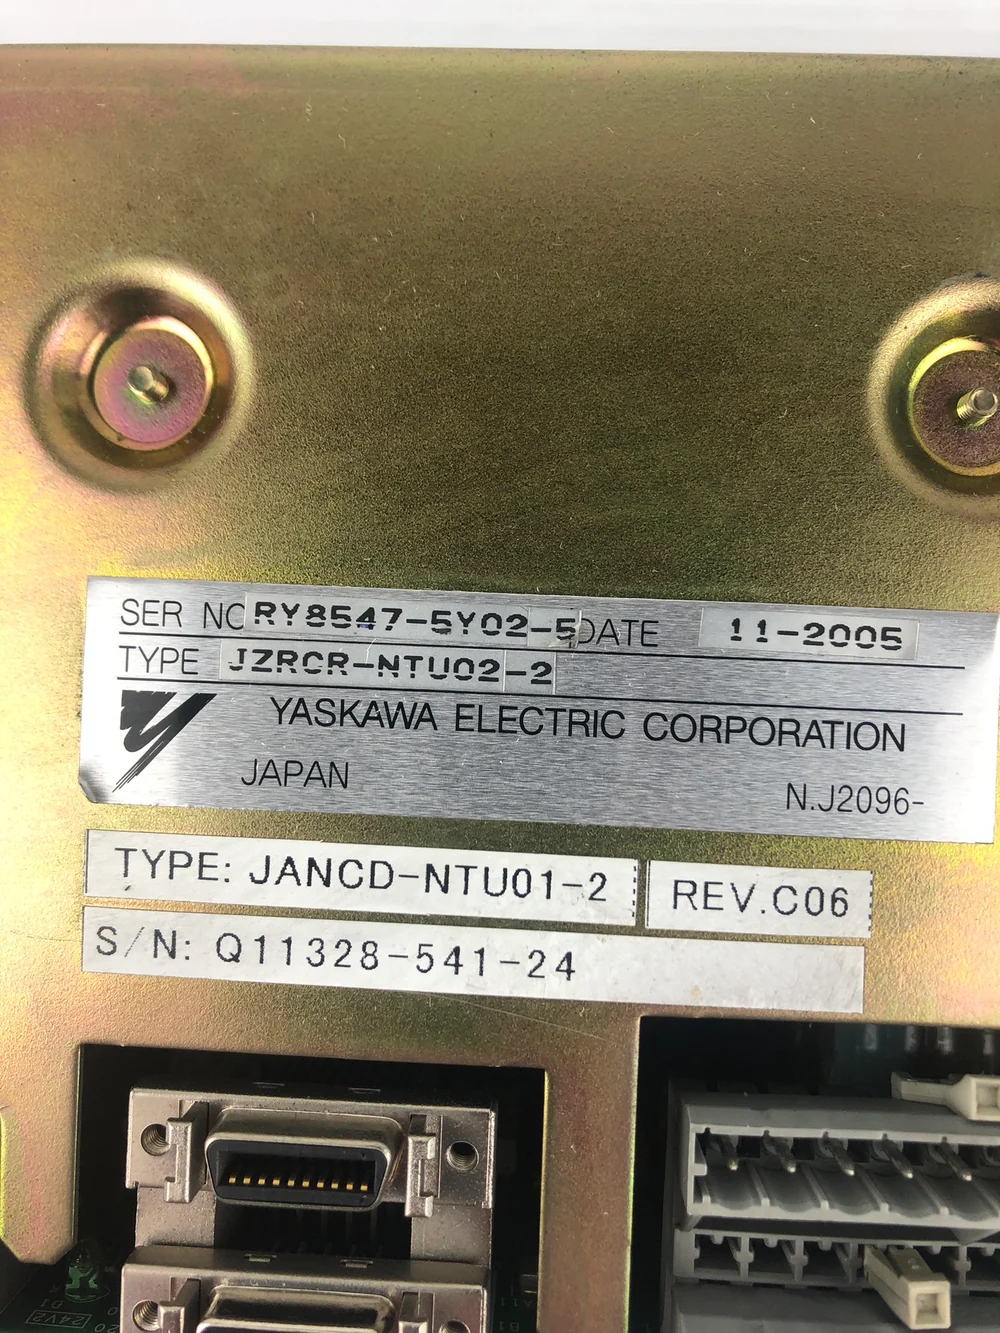 SER NO RY8547-5Y02-5 DATE 11-2005
TYPE JZRCR-NTU02-2
YASKAWA ELECTRIC CORPORATION
JAPAN N.J2096-
TYPE: JANCD-NTU01-2 REV.C06
S/N: Q11328-541-24
24V2